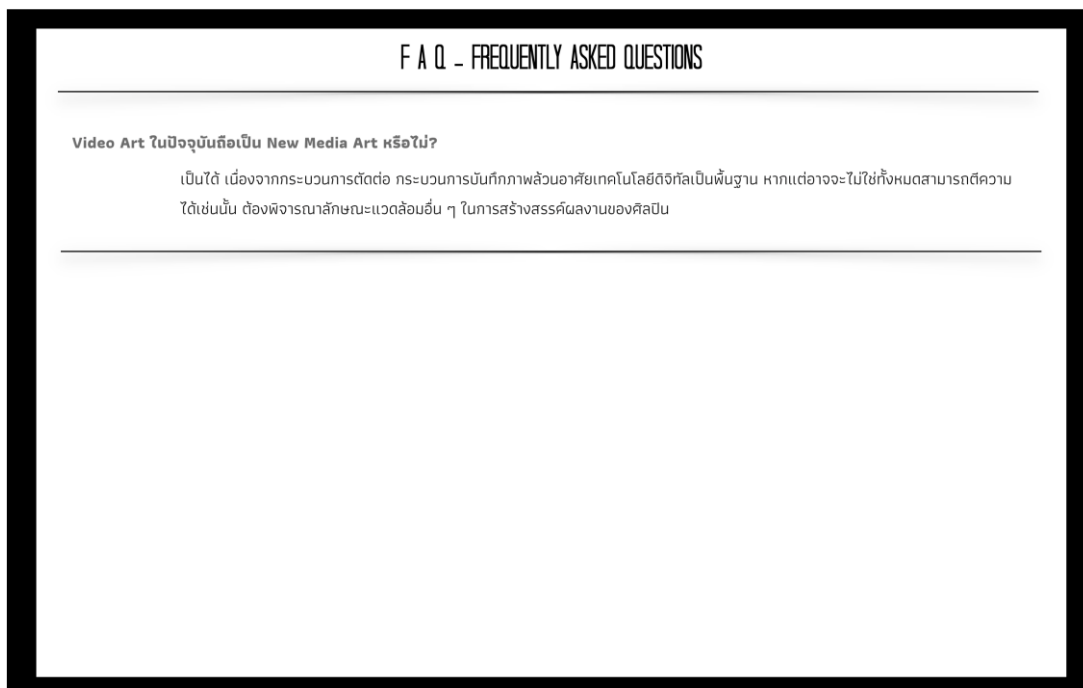 F A Q - FREQUENTLY ASKED QUESTIONS
Video Art ในปัจจุบันถือเป็น New Media Art หรือไม่?
เป็นได้ เนื่องจากกระบวนการตัดต่อ กระบวนการบันทึกภาพล้วนอาศัยเทคโนโลยีดิจิทัลเป็นพื้นฐาน หากแต่อาจจะไม่ใช่ทั้งหมดสามารถตีความ
ได้เช่นนั้น ต้องพิจารณาลักษณะแวดล้อมอื่น ๆ ในการสร้างสรรค์ผลงานของศิลปิน